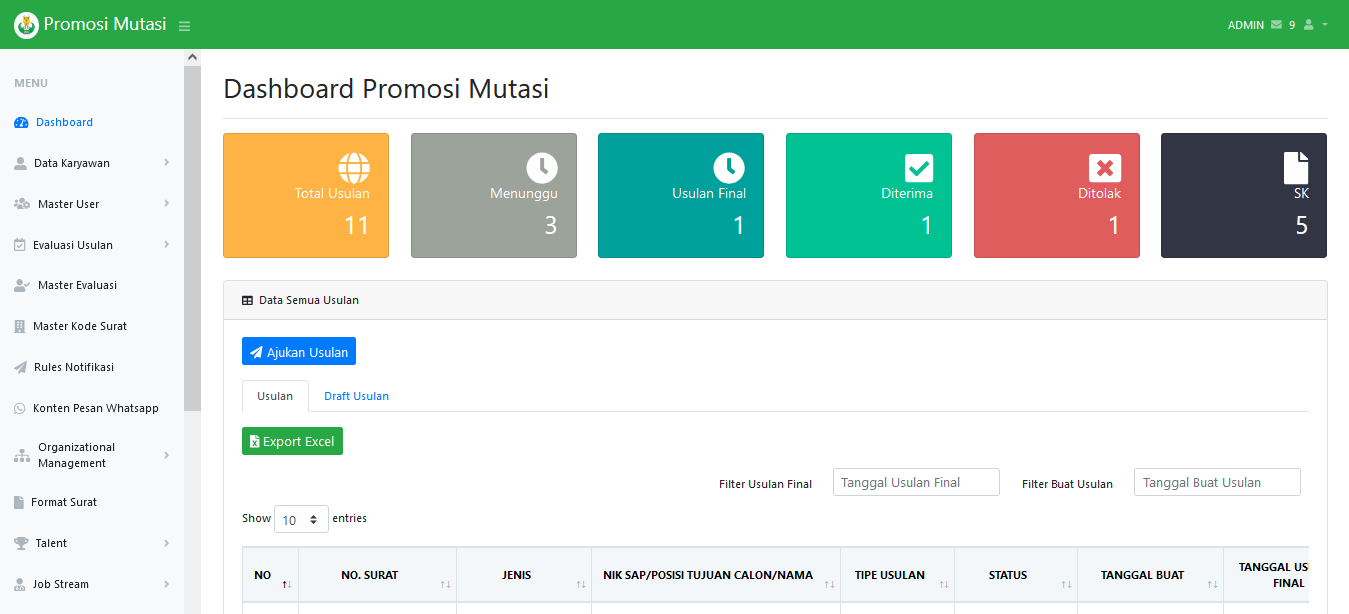 Promosi Mutasi
ADMIN 9
MENU
Dashboard
Data Karyawan
Master User
Evaluasi Usulan
Master Evaluasi
Master Kode Surat
Rules Notifikasi
Konten Pesan Whatsapp
Organizational
Management
Format Surat
Talent
Job Stream
Dashboard Promosi Mutasi
Total Usulan
11
Menunggu
3
Usulan Final
1
Diterima
1
Ditolak
1
SK
5
Data Semua Usulan
Ajukan Usulan
Usulan Draft Usulan
Export Excel
Filter Usulan Final Tanggal Usulan Final Filter Buat Usulan Tanggal Buat Usulan
Show 10 entries
NO NO. SURAT JENIS NIK SAP/POSISI TUJUAN CALON/NAMA TIPE USULAN STATUS TANGGAL BUAT TANGGAL
FINAL